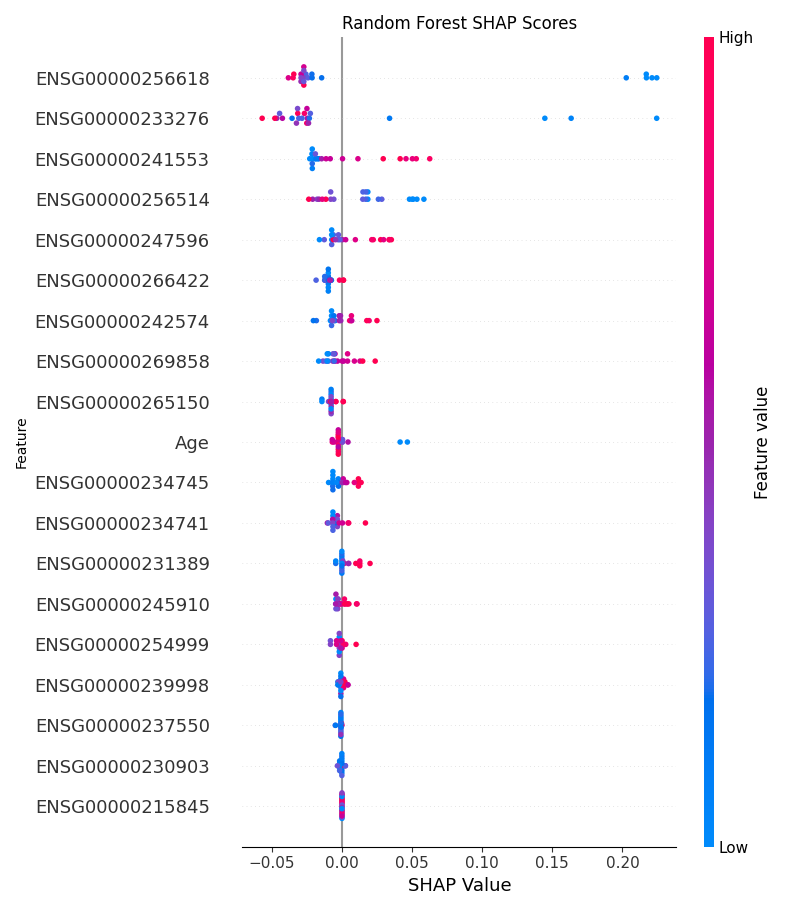 Random Forest SHAP Scores
High
ENSG00000256618
ENSG00000233276
ENSG00000241553
ENSG00000256514
ENSG00000247596
ENSG00000266422
ENSG00000242574
ENSG00000269858
ENSG00000265150
Age
ENSG00000234745
ENSG00000234741
ENSG00000231389
ENSG00000245910
ENSG00000254999
ENSG00000239998
ENSG00000237550
ENSG00000230903
ENSG00000215845
Feature
Feature value
Low
−0.05 0.00 0.05 0.10 0.15 0.20
SHAP Value